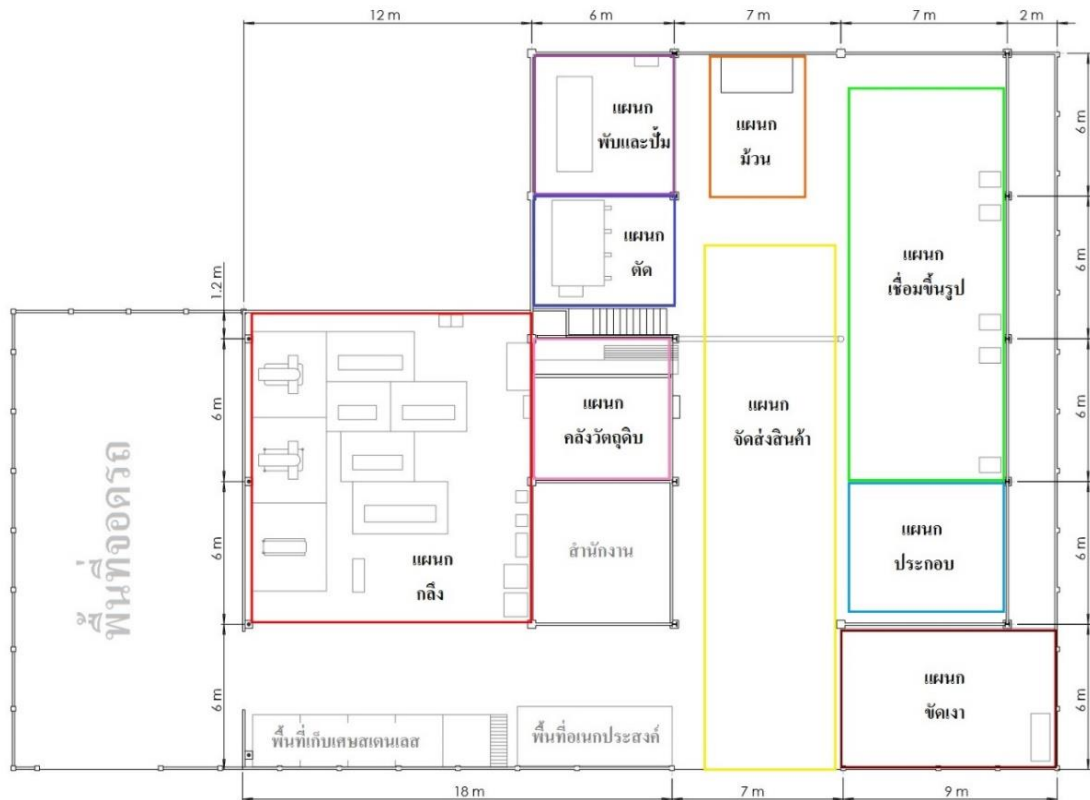 12 m
6 m
7 m
7 m
2 m
แผนก
พับและปั๊ม
แผนก
ม้วน
6 m
แผนก
ตัด
แผนก
เชื่อมขึ้นรูป
6 m
1.2 m
6 m
แผนก
คลังวัตถุดิบ
แผนก
จัดส่งสินค้า
6 m
พื้นที่จอดรถ
6 m
แผนก
กลึง
สำนักงาน
แผนก
ประกอบ
6 m
6 m
พื้นที่เก็บเศษสเตนเลส
พื้นที่อเนกประสงค์
แผนก
ขัดเงา
6 m
18 m
7 m
9 m